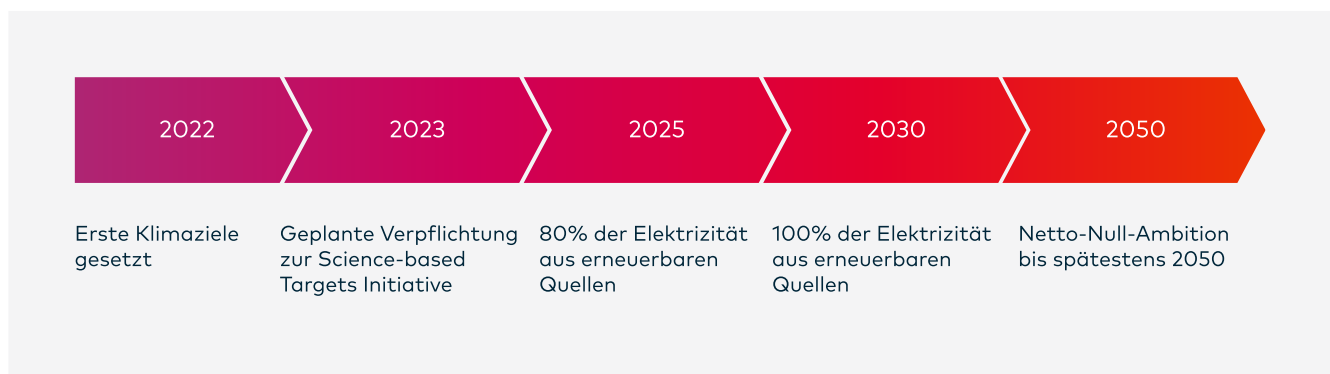 2022
2023
2025
2030
2050
Erste Klimaziele
gesetzt
Geplante Verpflichtung
zur Science-based
Targets Initiative
80% der Elektrizität
aus erneuerbaren
Quellen
100% der Elektrizität
aus erneuerbaren
Quellen
Netto-Null-Ambition
bis spätestens 2050